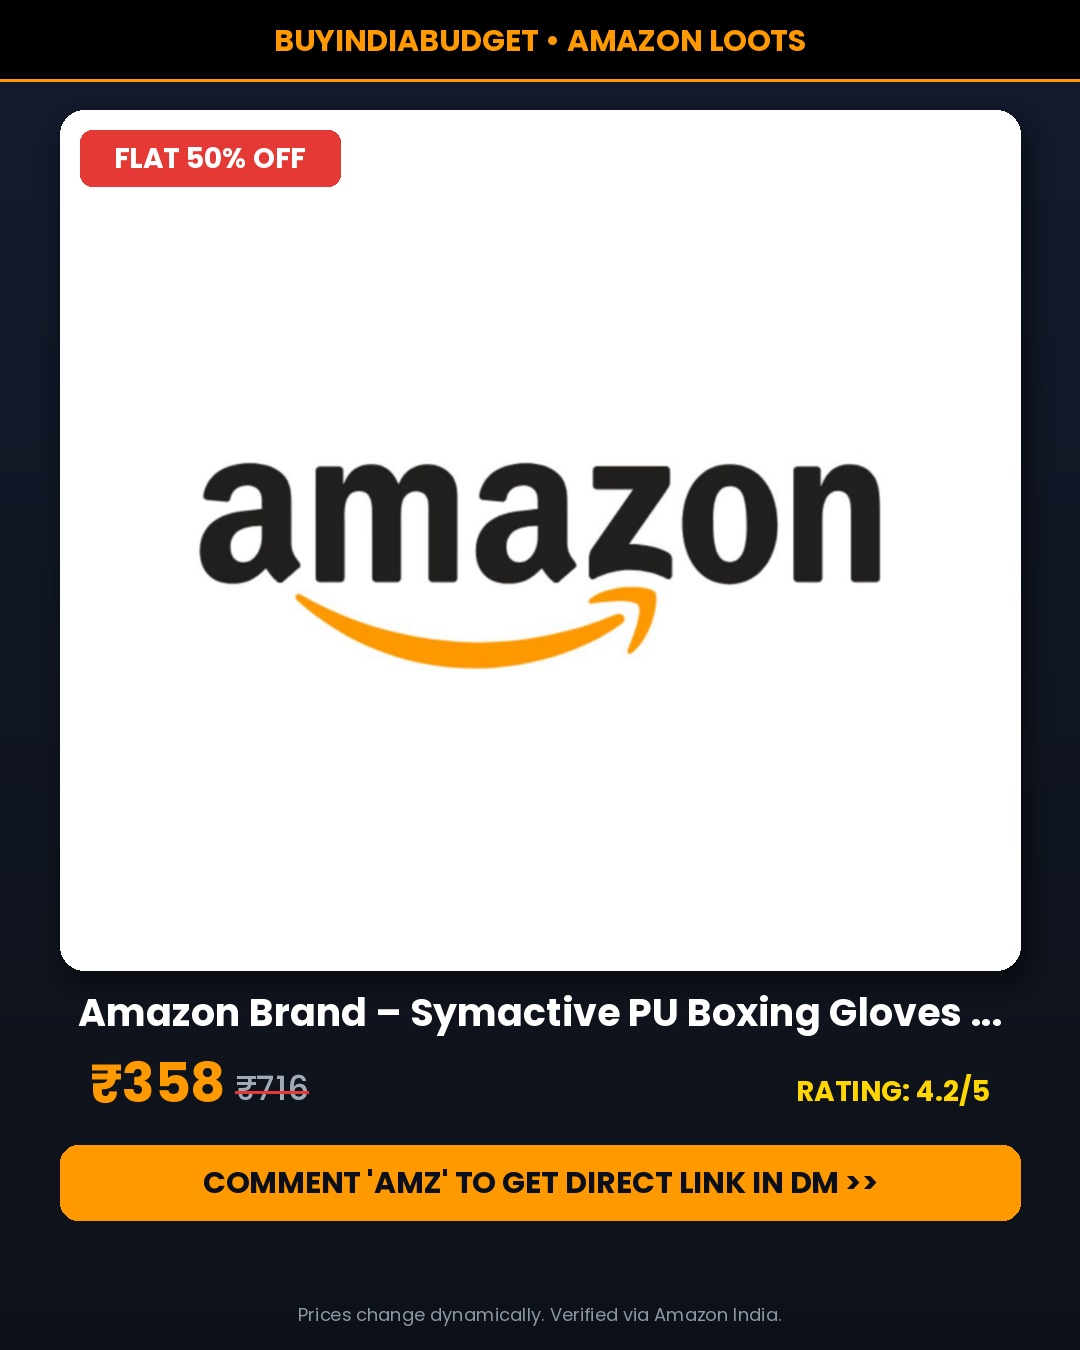 BUYINDIABUDGET • AMAZON LOOTS
FLAT 50% OFF
amazon
Amazon Brand – Symactive PU Boxing Gloves ...
₹358 ₹716
RATING: 4.2/5
COMMENT 'AMZ' TO GET DIRECT LINK IN DM >>
Prices change dynamically. Verified via Amazon India.